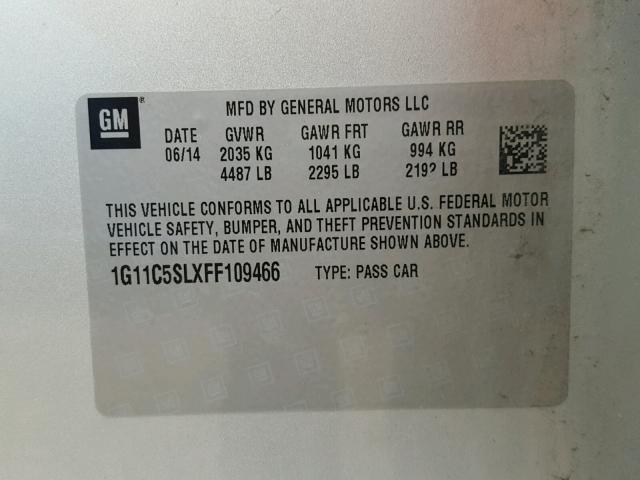 GM®
MFD BY GENERAL MOTORS LLC
DATE GVWR GAWR FRT GAWR RR
06/14 2035 KG 1041 KG 994 KG
4487 LB 2295 LB 2192 LB
THIS VEHICLE CONFORMS TO ALL APPLICABLE U.S. FEDERAL MOTOR
VEHICLE SAFETY, BUMPER, AND THEFT PREVENTION STANDARDS IN
EFFECT ON THE DATE OF MANUFACTURE SHOWN ABOVE.
1G11C5SLXFF109466 TYPE: PASS CAR